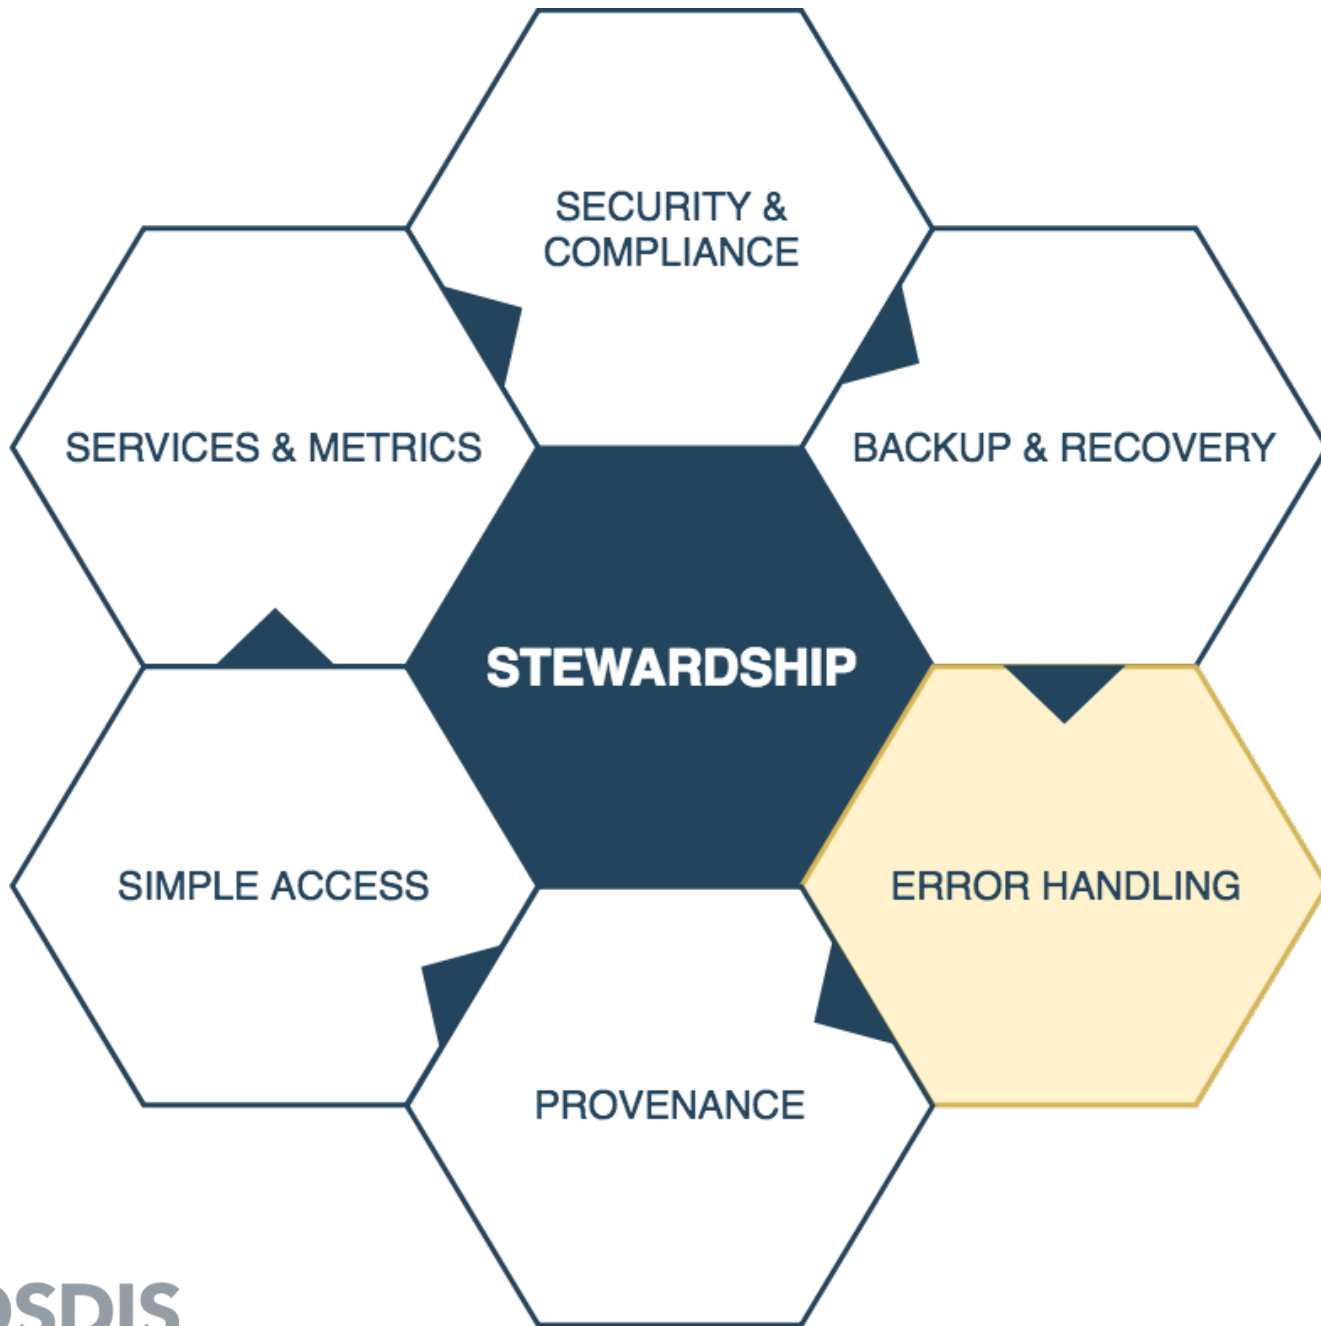 SECURITY &
COMPLIANCE
SERVICES & METRICS
BACKUP & RECOVERY
STEWARDSHIP
SIMPLE ACCESS
ERROR HANDLING
PROVENANCE